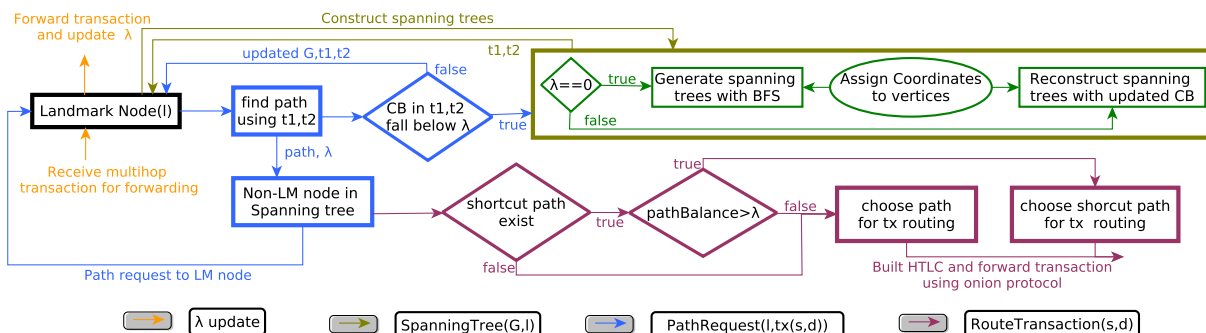 Forward transaction
and update λ
Construct spanning trees
t1,t2
updated G,t1,t2
false
Landmark Node(l)
find path
using t1,t2
CB in t1,t2
fall below λ
true
λ==0
true
Generate spanning
trees with BFS
Assign Coordinates
to vertices
Reconstruct spanning
trees with updated CB
false
path, λ
Receive multihop
transaction for forwarding
Non-LM node in
Spanning tree
shortcut path
exist
true
false
true
pathBalance>λ
false
choose path
for tx routing
choose shorcut path
for tx routing
Path request to LM node
Built HTLC and forward transaction
using onion protocol
λ update
SpanningTree(G,l)
PathRequest(l,tx(s,d))
RouteTransaction(s,d)